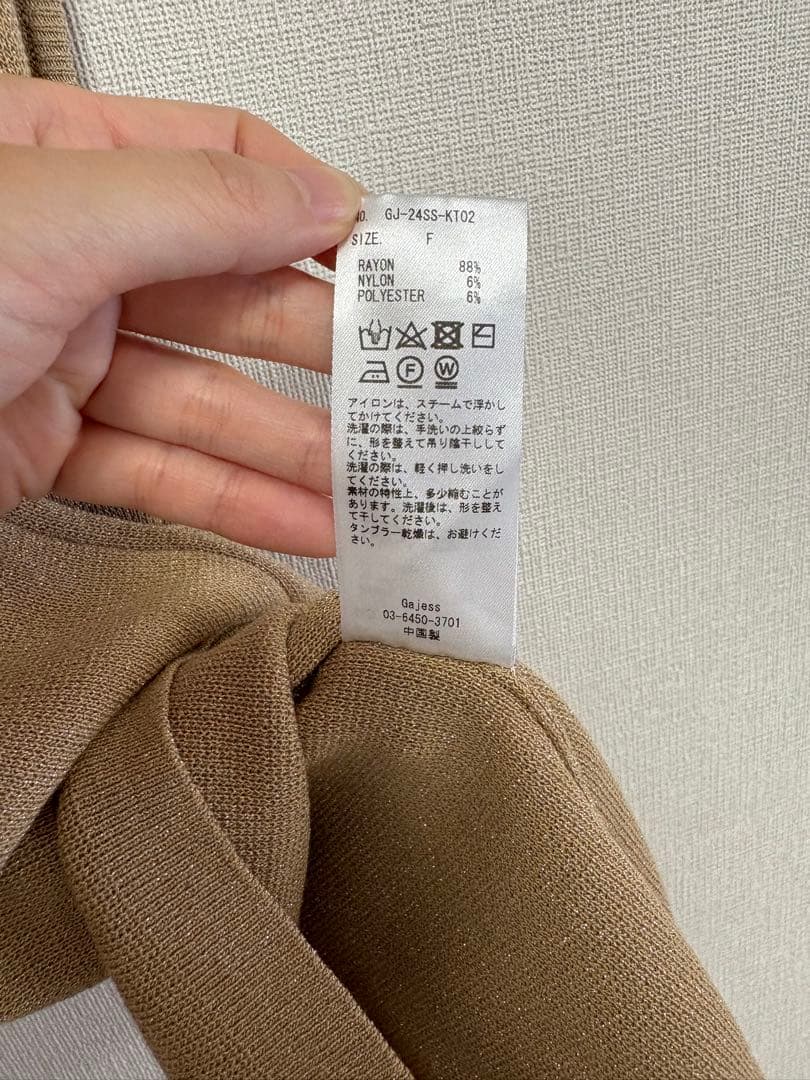 NO. GJ-24SS-KT02
SIZE. F
RAYON 88%
NYLON 6%
POLYESTER 6%
F W
アイロンは、スチームで浮かし
てかけてください。
洗濯の際は、手洗いの上絞らず
に、形を整えて吊り陰干しして
ください。
洗濯の際は、軽く押し洗いをし
てください。
素材の特性上、多少縮むことが
あります。洗濯後は、形を整え
て干してください。
タンブラー乾燥は、お避けくだ
さい。
Gajess
03-6450-3701
中国製